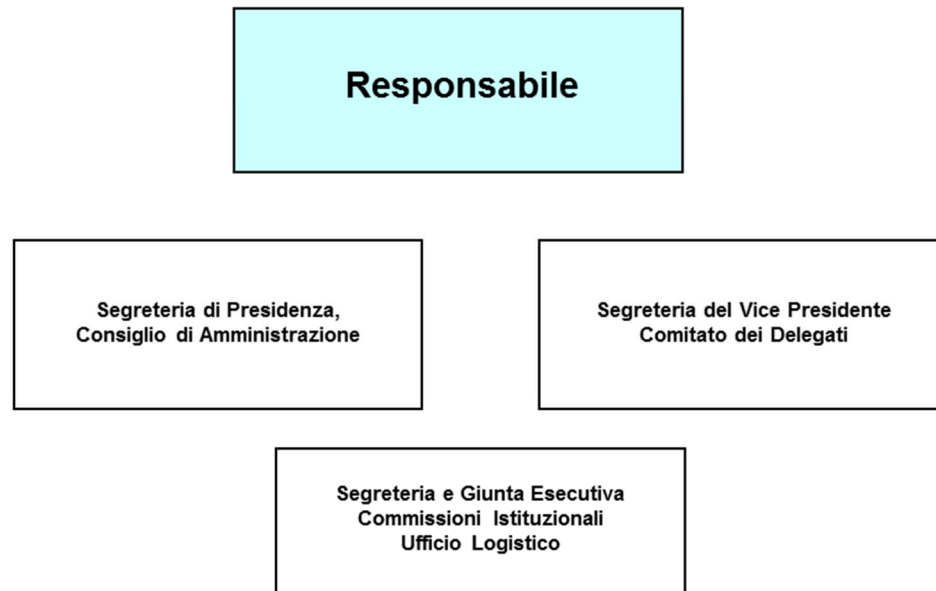 Responsabile
Segreteria di Presidenza,
Consiglio di Amministrazione
Segreteria del Vice Presidente
Comitato dei Delegati
Segreteria e Giunta Esecutiva
Commissioni Istituzionali
Ufficio Logistico